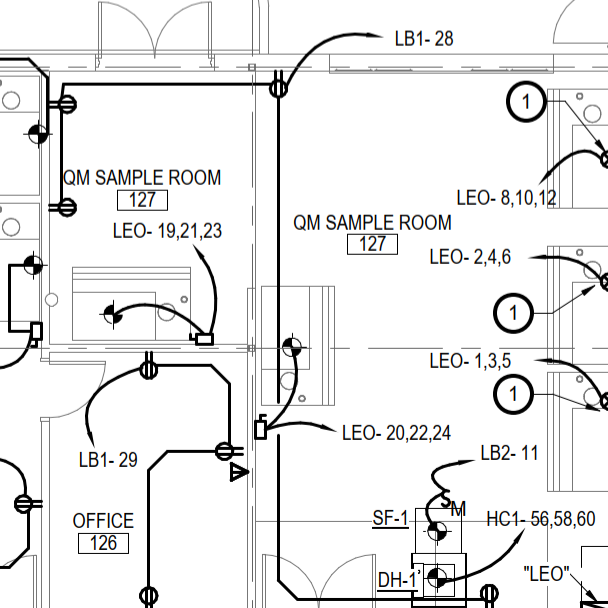 LB1- 28
1
QM SAMPLE ROOM
127
LEO- 8,10,12
LEO- 19,21,23
QM SAMPLE ROOM
127
LEO- 2,4,6
1
LEO- 1,3,5
1
LEO- 20,22,24
LB1- 29
LB2- 11
M
SF-1
HC1- 56,58,60
OFFICE
126
DH-1'
"LEO"